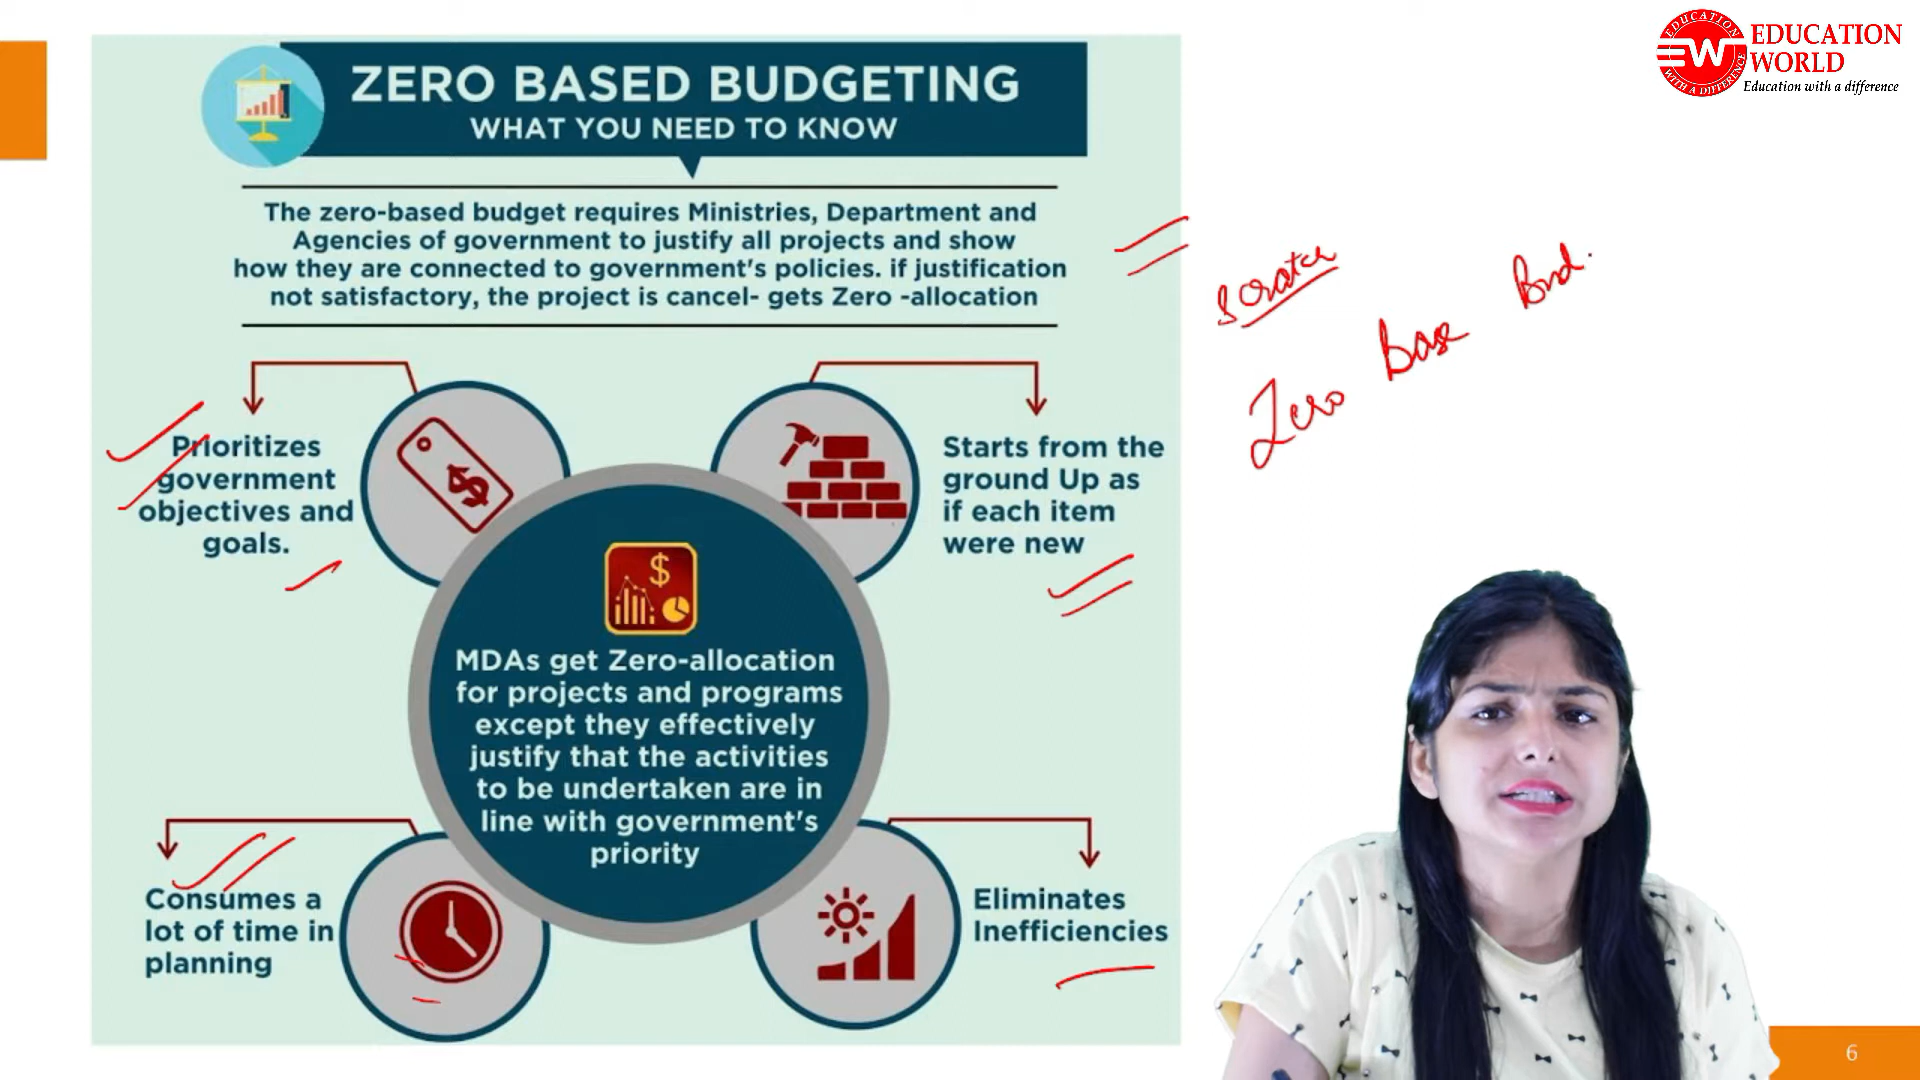 EDUCATION
WITH A DIFFERENCE
EW
EDUCATION
WORLD
Education with a difference
ZERO BASED BUDGETING
WHAT YOU NEED TO KNOW
The zero-based budget requires Ministries, Department and
Agencies of government to justify all projects and show
how they are connected to government's policies. if justification
not satisfactory, the project is cancel- gets Zero -allocation
Scratch
Zero Base Bud.
Prioritizes
government
objectives and
goals.
$
Starts from the
ground Up as
if each item
were new
$
MDAs get Zero-allocation
for projects and programs
except they effectively
justify that the activities
to be undertaken are in
line with government's
priority
Consumes a
lot of time in
planning
Eliminates
Inefficiencies
6